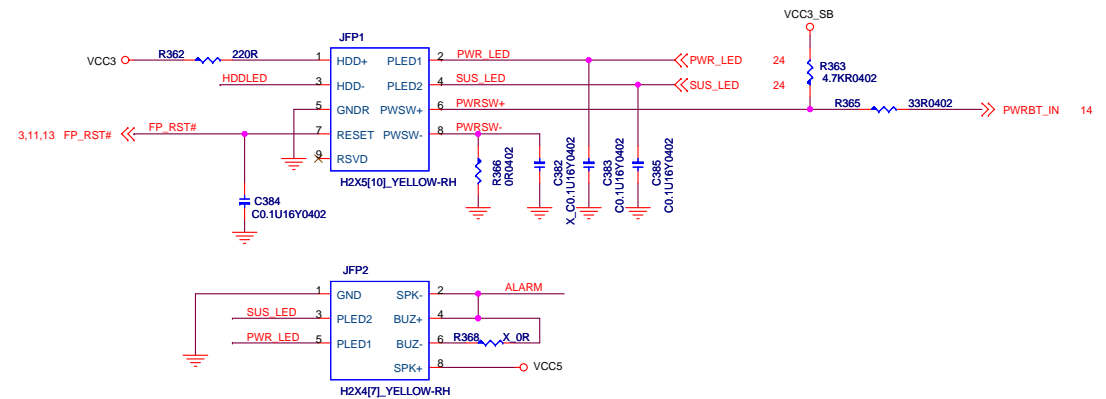 VCC3_SB
JFP1
VCC3 R362 220R 1 HDD+ PLED1 2 PWR_LED PWR_LED 24
R363
4.7KR0402
HDDLED 3 HDD- PLED2 4 SUS_LED SUS_LED 24
5 GNDR PWSW+ 6 PWRSW+ R365 33R0402 PWRBT_IN 14
3,11,13 FP_RST# FP_RST# 7 RESET PWSW- 8 PWRSW-
9 RSVD
H2X5[10]_YELLOW-RH
R366
0R0402
C382
X_C0.1U16Y0402
C383
C0.1U16Y0402
C385
C0.1U16Y0402
C384
C0.1U16Y0402
JFP2
1 GND SPK- 2 ALARM
SUS_LED 3 PLED2 BUZ+ 4
PWR_LED 5 PLED1 BUZ- 6 R368 X_0R
SPK+ 8 VCC5
H2X4[7]_YELLOW-RH